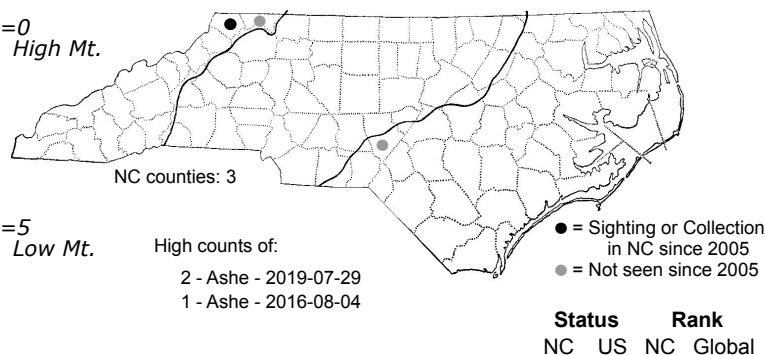 =0
High Mt.
NC counties: 3
=5
Low Mt.
High counts of:
2 - Ashe - 2019-07-29
1 - Ashe - 2016-08-04
● = Sighting or Collection
in NC since 2005
● = Not seen since 2005
Status Rank
NC US NC Global